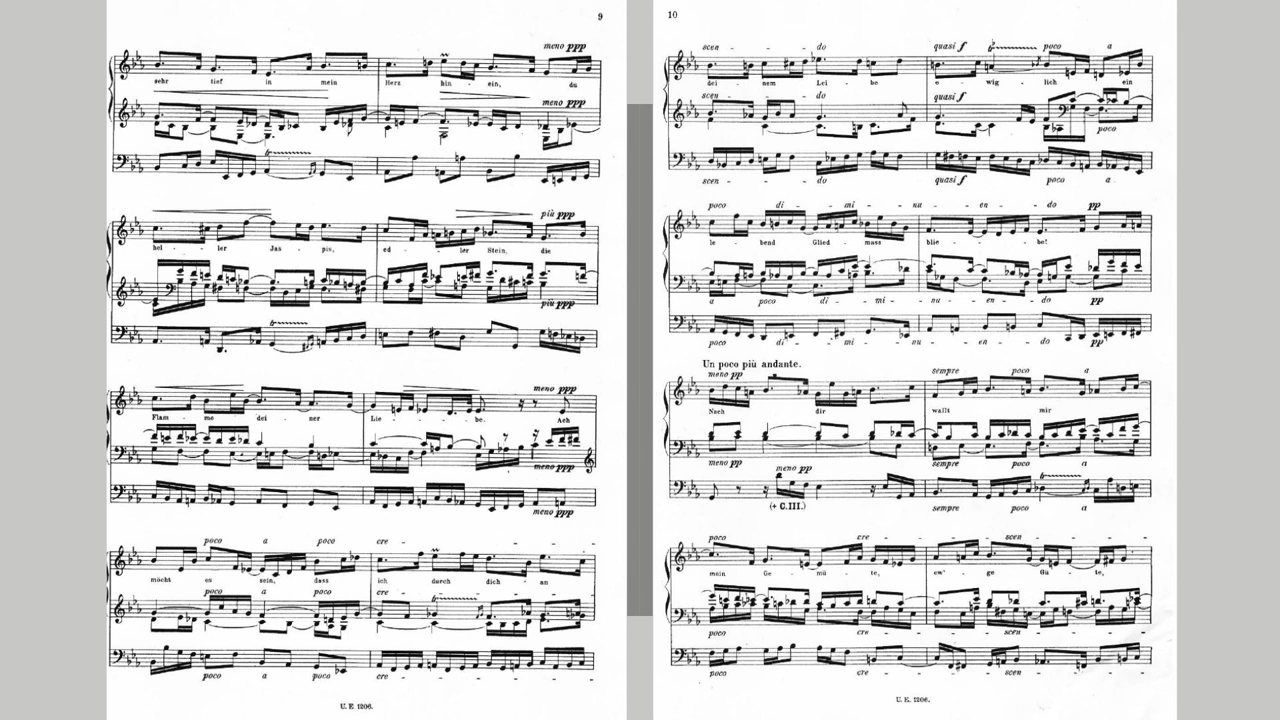 9
meno ppp
sehr tief in mein Herz hin - ein, du
meno ppp
più ppp
hel - ler Jas - pis, ed - ler Stein, die
più ppp
meno ppp
Flam - me dei - ner Lie - be. Ach
meno ppp
meno ppp
poco a poco cre -
möcht es sein, dass ich durch dich - an
poco a poco cre -
poco a poco cre -
U. E. 1206.
10
scen - do quasi f poco a
dei - nem Lei - be e - wig - lich ein
scen - do quasi f
poco
scen - do quasi f poco a
poco di - mi - nu - en - do pp
le - bend Glied - mass blie - be!
a poco di - mi - nu - en - do pp
poco di - mi - nu - en - do pp
Un poco più andante.
meno pp sempre poco a
Nach dir wallt mir
meno pp sempre poco a
meno pp
(+ C.III.) sempre poco a
poco cre - scen -
mein Ge - mü - te, ew' - ge Gü - te,
poco cre - scen -
poco cre - scen -
U. E. 1206.